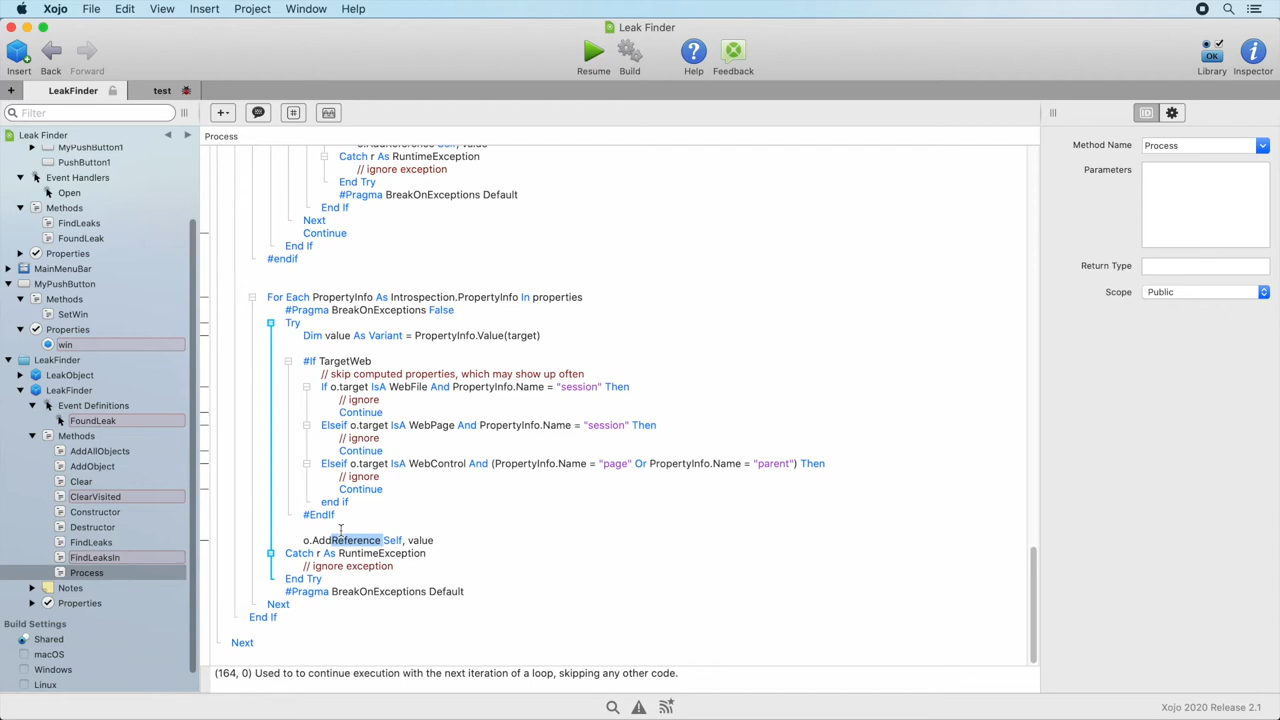 Xojo File Edit View Insert Project Window Help
Leak Finder
Insert Back Forward Resume Build Help Feedback Library OK Inspector
+ LeakFinder test
Filter
Leak Finder
MyPushButton1
PushButton1
Event Handlers
Open
Methods
FindLeaks
FoundLeak
Properties
MainMenuBar
MyPushButton
Methods
SetWin
Properties
win
LeakFinder
LeakObject
LeakFinder
Event Definitions
FoundLeak
Methods
AddAllObjects
AddObject
Clear
ClearVisited
Constructor
Destructor
FindLeaks
FindLeaksIn
Process
Notes
Properties
Build Settings
Shared
macOS
Windows
Linux
Process
Catch r As RuntimeException
// ignore exception
End Try
#Pragma BreakOnExceptions Default
End If
Next
Continue
End If
#endif
For Each PropertyInfo As Introspection.PropertyInfo In properties
#Pragma BreakOnExceptions False
Try
Dim value As Variant = PropertyInfo.Value(target)
#If TargetWeb
// skip computed properties, which may show up often
If o.target IsA WebFile And PropertyInfo.Name = "session" Then
// ignore
Continue
Elseif o.target IsA WebPage And PropertyInfo.Name = "session" Then
// ignore
Continue
Elseif o.target IsA WebControl And (PropertyInfo.Name = "page" Or PropertyInfo.Name = "parent") Then
// ignore
Continue
end if
#EndIf
o.AddReference Self, value
Catch r As RuntimeException
// ignore exception
End Try
#Pragma BreakOnExceptions Default
Next
End If
Next
(164, 0) Used to to continue execution with the next iteration of a loop, skipping any other code.
ID
Method Name Process
Parameters
Return Type
Scope Public
Xojo 2020 Release 2.1